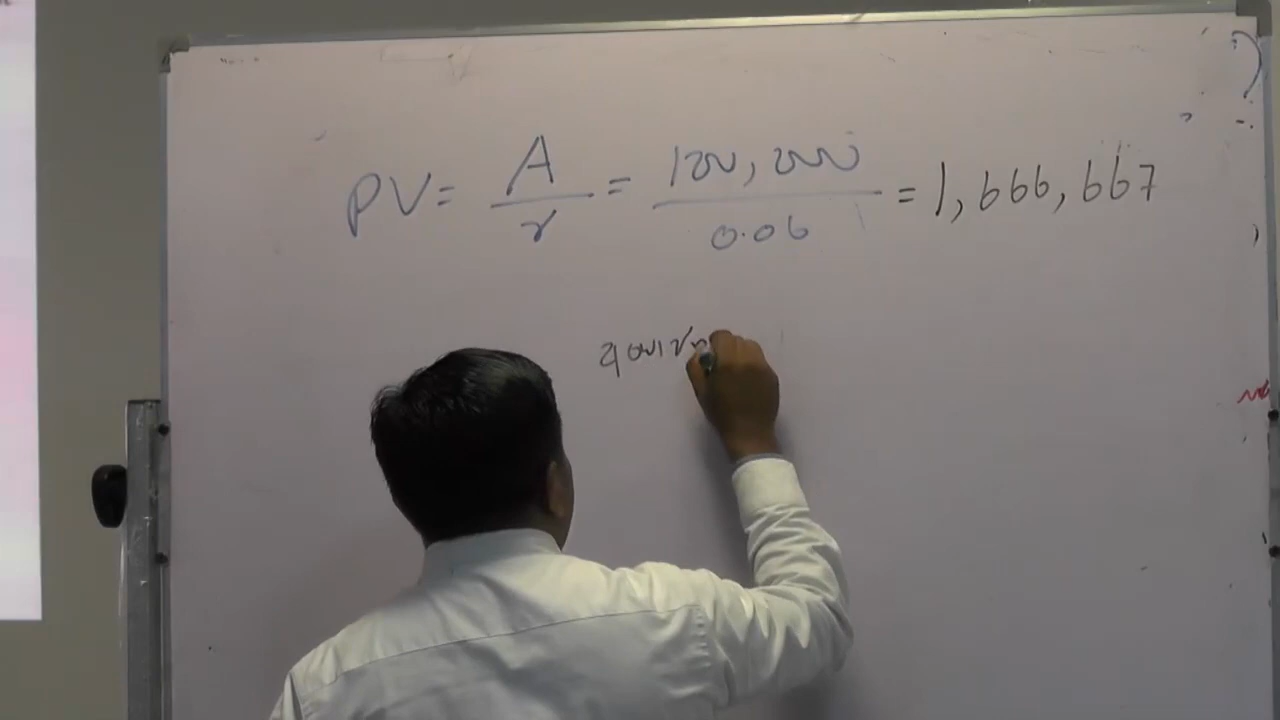 PV = A/r = 100,000/0.06 = 1,666,667